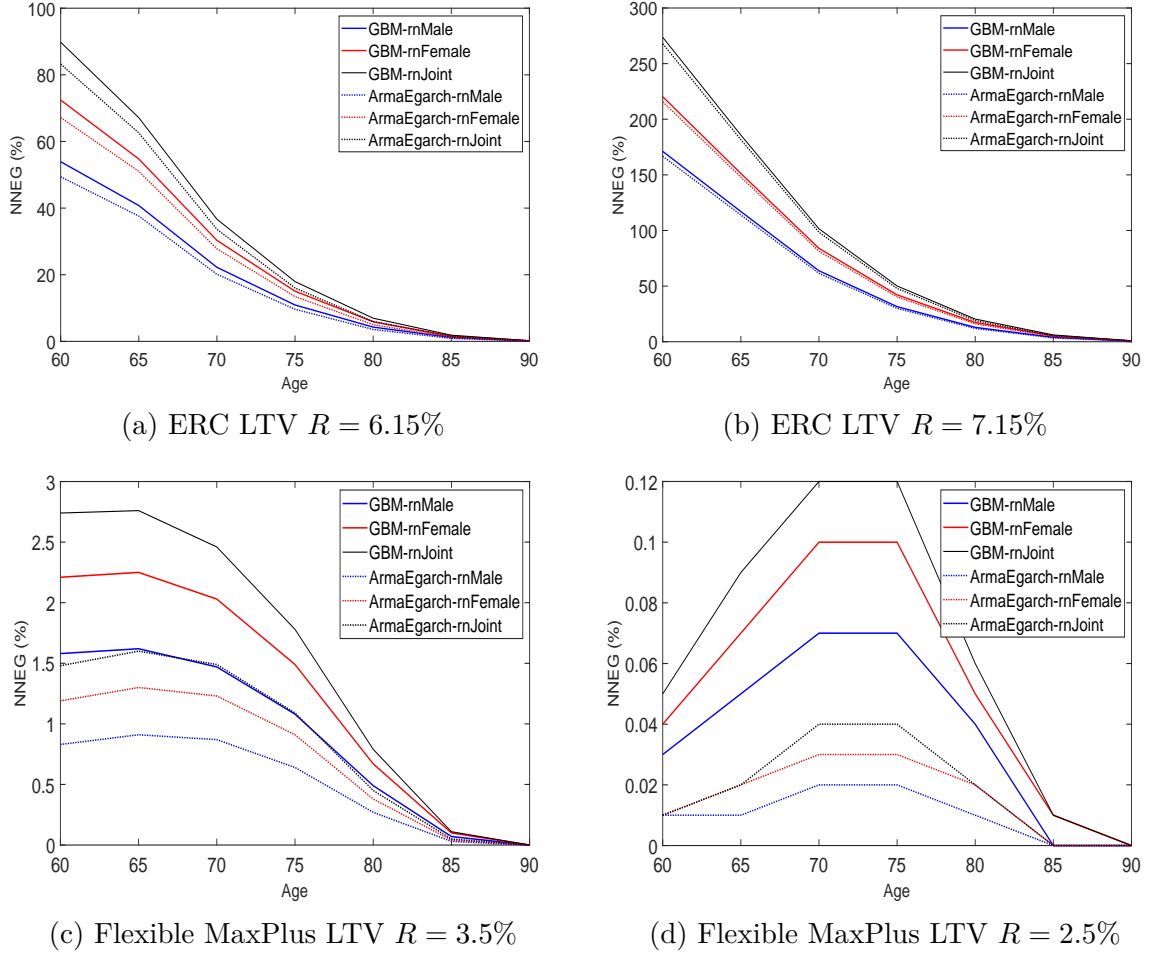 100
80
60
40
20
0
NNEG (%)
60 65 70 75 80 85 90
Age
GBM-rnMale
GBM-rnFemale
GBM-rnJoint
ArmaEgarch-rnMale
ArmaEgarch-rnFemale
ArmaEgarch-rnJoint
(a) ERC LTV R = 6.15%
300
250
200
150
100
50
0
NNEG (%)
60 65 70 75 80 85 90
Age
GBM-rnMale
GBM-rnFemale
GBM-rnJoint
ArmaEgarch-rnMale
ArmaEgarch-rnFemale
ArmaEgarch-rnJoint
(b) ERC LTV R = 7.15%
3
2.5
2
1.5
1
0.5
0
NNEG (%)
60 65 70 75 80 85 90
Age
GBM-rnMale
GBM-rnFemale
GBM-rnJoint
ArmaEgarch-rnMale
ArmaEgarch-rnFemale
ArmaEgarch-rnJoint
(c) Flexible MaxPlus LTV R = 3.5%
0.12
0.1
0.08
0.06
0.04
0.02
0
NNEG (%)
60 65 70 75 80 85 90
Age
GBM-rnMale
GBM-rnFemale
GBM-rnJoint
ArmaEgarch-rnMale
ArmaEgarch-rnFemale
ArmaEgarch-rnJoint
(d) Flexible MaxPlus LTV R = 2.5%